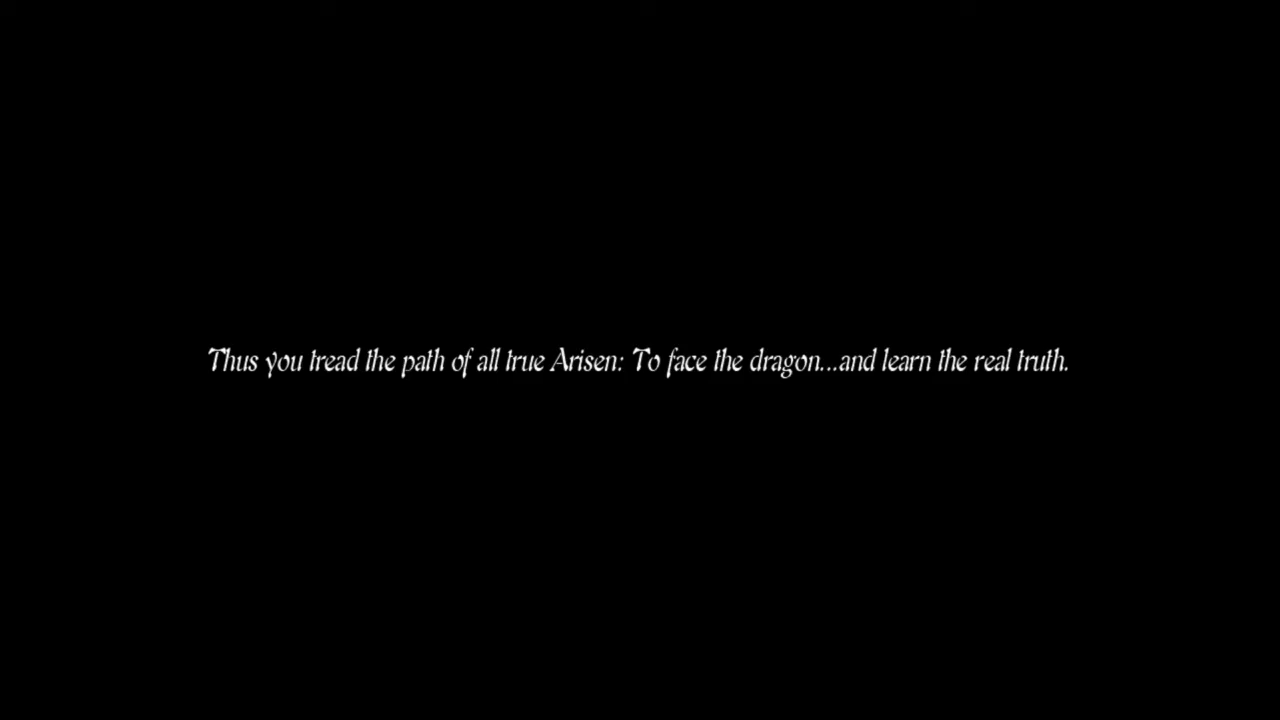 Thus you tread the path of all true Arisen: To face the dragon...and learn the real truth.